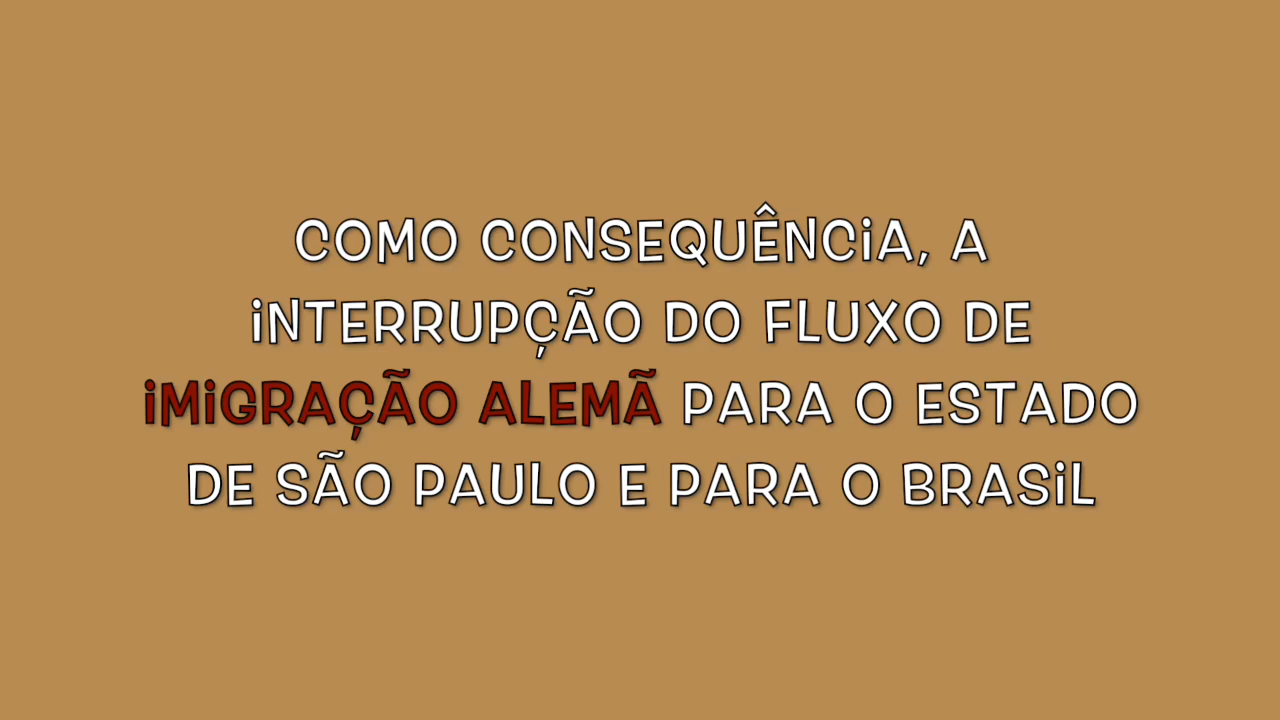 COMO CONSEQUÊNCiA, A
iNTERRUPÇÃO DO FLUXO DE
iMiGRAÇÃO ALEMÃ PARA O ESTADO
DE SÃO PAULO E PARA O BRASiL